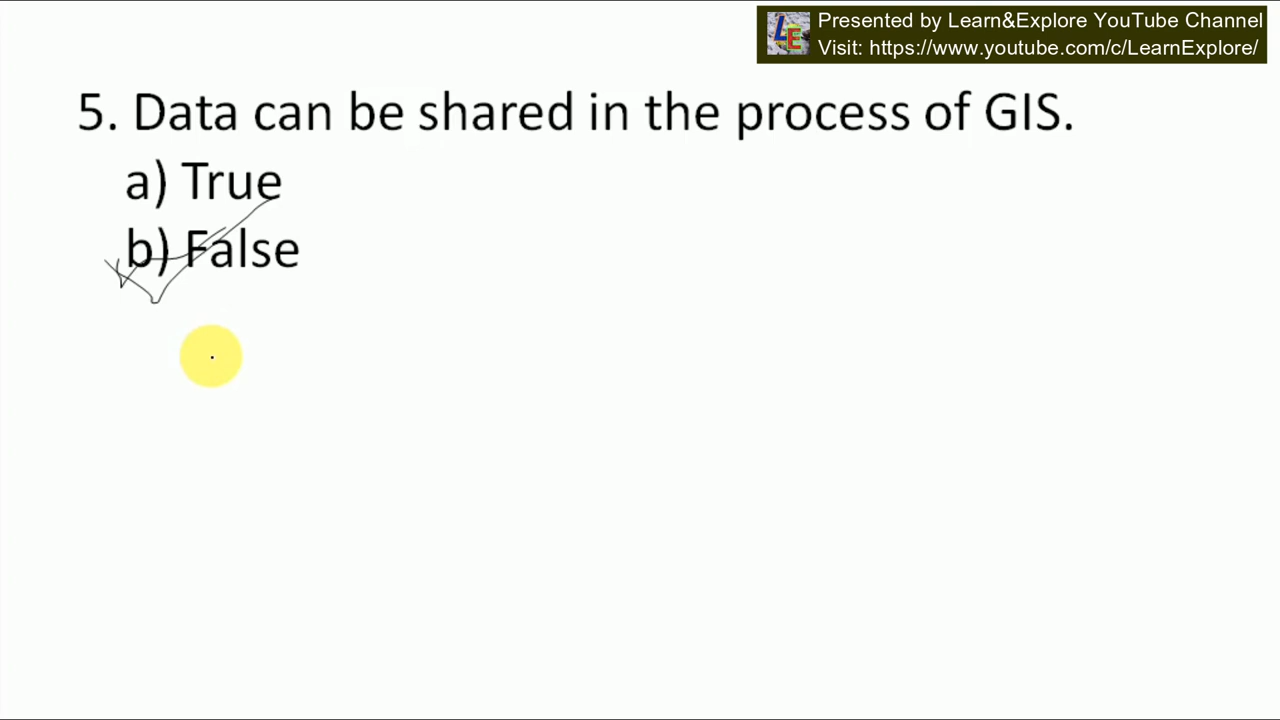 Presented by Learn&Explore YouTube Channel
Visit: https://www.youtube.com/c/LearnExplore/
LE
5. Data can be shared in the process of GIS.
a) True
b) False